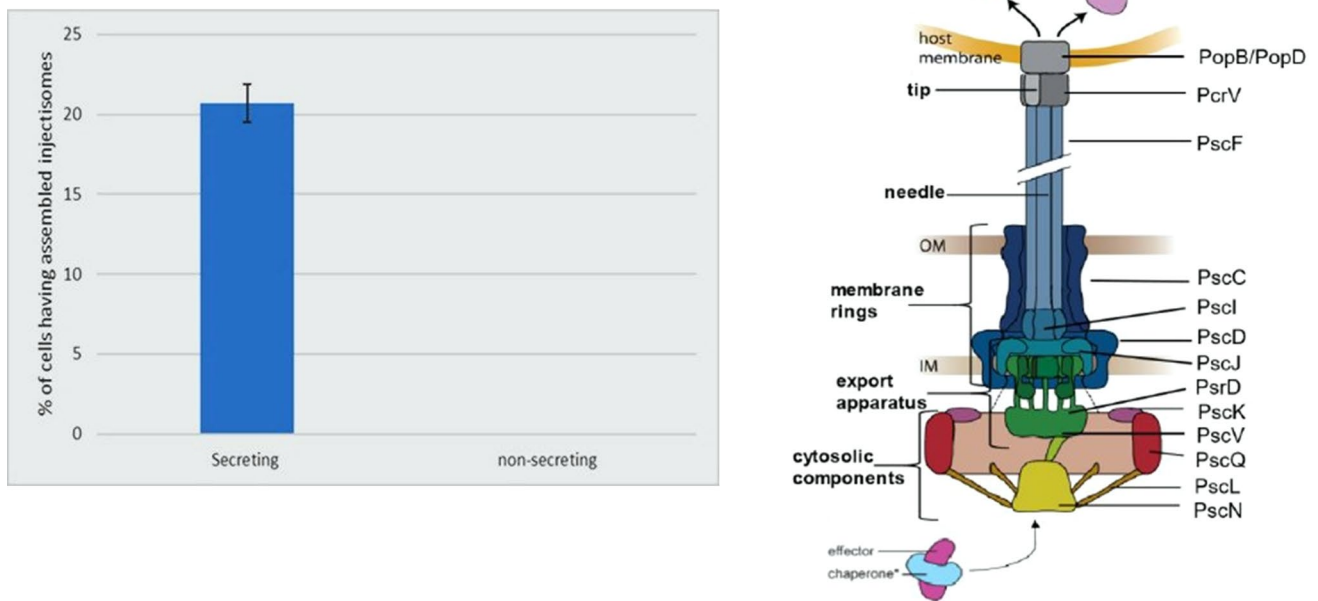 % of cells having assembled injectisomes
25
20
15
10
5
0
Secreting
non-secreting
host
membrane
tip
needle
OM
membrane
rings
IM
export
apparatus
cytosolic
components
effector
chaperone*
PopB/PopD
PcrV
PscF
PscC
PscI
PscD
PscJ
PsrD
PscK
PscV
PscQ
PscL
PscN